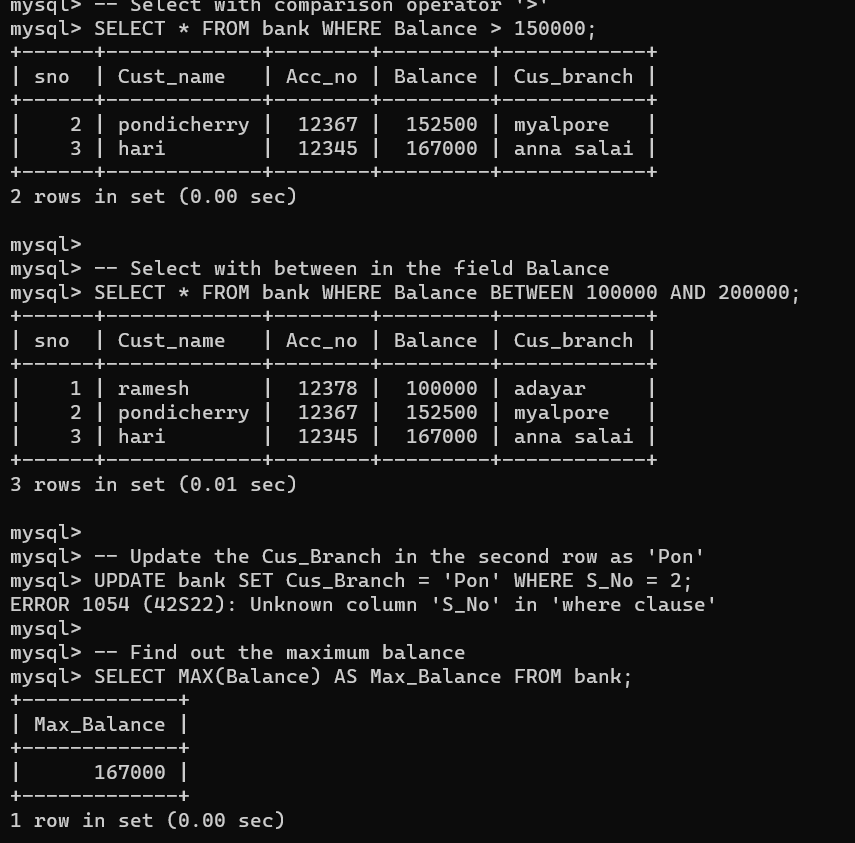 mysql> -- Select with comparison operator '>'
mysql> SELECT * FROM bank WHERE Balance > 150000;
+------+-------------+--------+---------+------------+
| sno  | Cust_name   | Acc_no | Balance | Cus_branch |
+------+-------------+--------+---------+------------+
|    2 | pondicherry |  12367 |  152500 | myalpore   |
|    3 | hari        |  12345 |  167000 | anna salai |
+------+-------------+--------+---------+------------+
2 rows in set (0.00 sec)
mysql>
mysql> -- Select with between in the field Balance
mysql> SELECT * FROM bank WHERE Balance BETWEEN 100000 AND 200000;
+------+-------------+--------+---------+------------+
| sno  | Cust_name   | Acc_no | Balance | Cus_branch |
+------+-------------+--------+---------+------------+
|    1 | ramesh      |  12378 |  100000 | adayar     |
|    2 | pondicherry |  12367 |  152500 | myalpore   |
|    3 | hari        |  12345 |  167000 | anna salai |
+------+-------------+--------+---------+------------+
3 rows in set (0.01 sec)
mysql>
mysql> -- Update the Cus_Branch in the second row as 'Pon'
mysql> UPDATE bank SET Cus_Branch = 'Pon' WHERE S_No = 2;
ERROR 1054 (42S22): Unknown column 'S_No' in 'where clause'
mysql>
mysql> -- Find out the maximum balance
mysql> SELECT MAX(Balance) AS Max_Balance FROM bank;
+-------------+
| Max_Balance |
+-------------+
|      167000 |
+-------------+
1 row in set (0.00 sec)